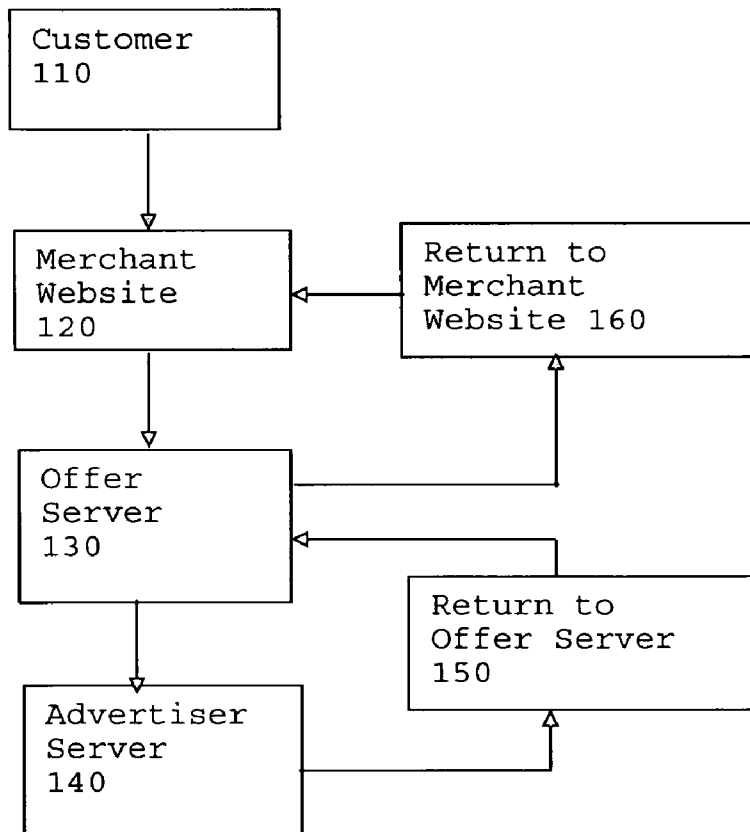 Customer
110
Merchant
Website
120
Return to
Merchant
Website 160
Offer
Server
130
Return to
Offer Server
150
Advertiser
Server
140